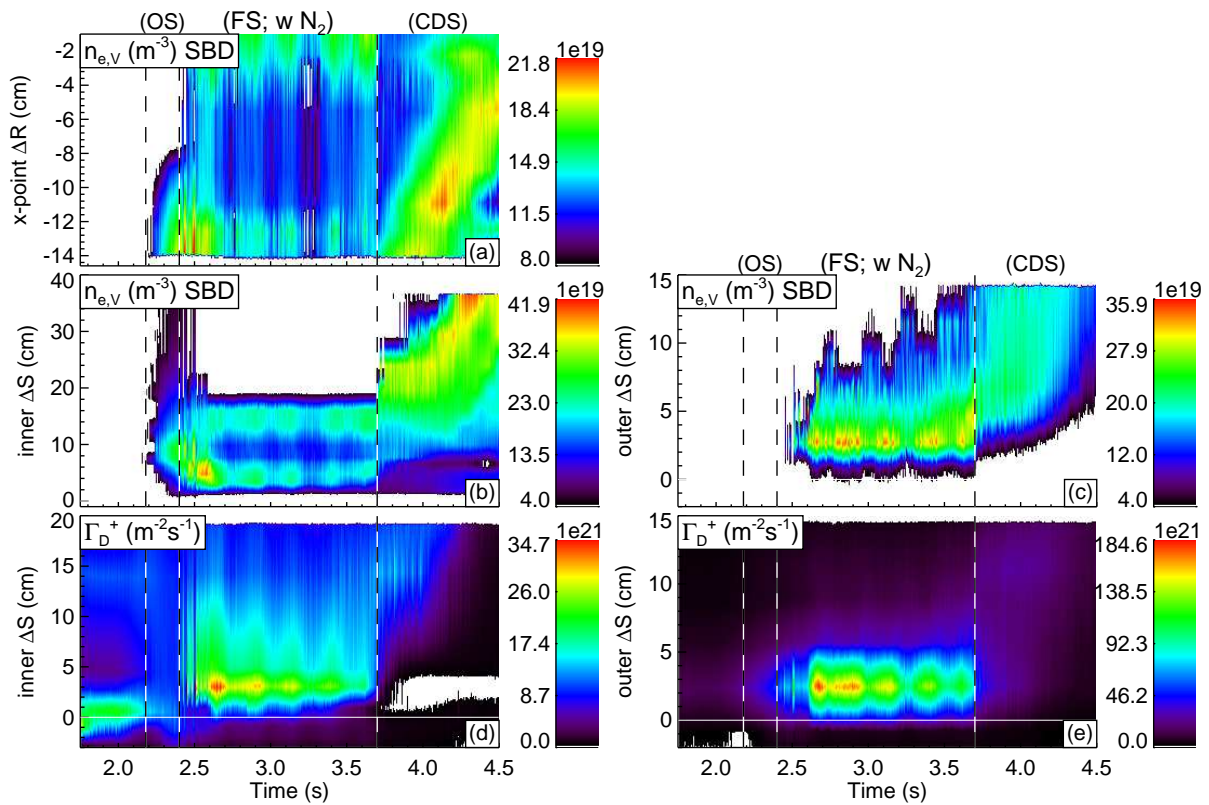 (OS) (FS; w N2) (CDS)
ne,V (m-3) SBD
1e19
x-point ΔR (cm)
-2
-4
-6
-8
-10
-12
-14
21.8
18.4
14.9
11.5
8.0
(a)
ne,V (m-3) SBD
1e19
inner ΔS (cm)
40
30
20
10
0
41.9
32.4
23.0
13.5
4.0
(b)
(OS) (FS; w N2) (CDS)
ne,V (m-3) SBD
1e19
outer ΔS (cm)
15
10
5
0
35.9
27.9
20.0
12.0
4.0
(c)
ΓD+ (m-2s-1)
1e21
inner ΔS (cm)
20
15
10
5
0
34.7
26.0
17.4
8.7
0.0
(d)
2.0 2.5 3.0 3.5 4.0 4.5
Time (s)
ΓD+ (m-2s-1)
1e21
outer ΔS (cm)
15
10
5
0
184.6
138.5
92.3
46.2
0.0
(e)
2.0 2.5 3.0 3.5 4.0 4.5
Time (s)